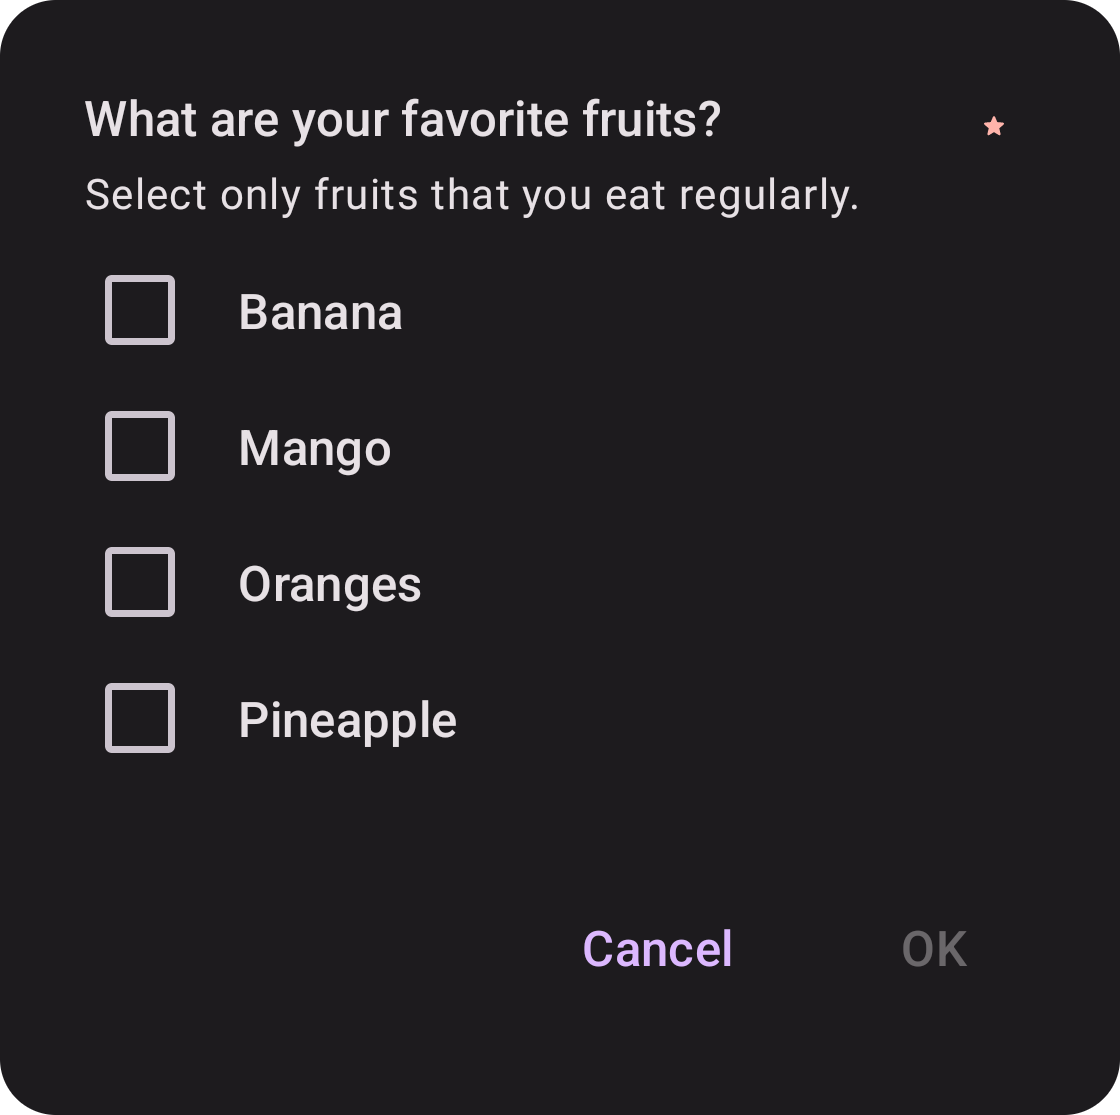 What are your favorite fruits?
Select only fruits that you eat regularly.
Banana
Mango
Oranges
Pineapple
Cancel OK